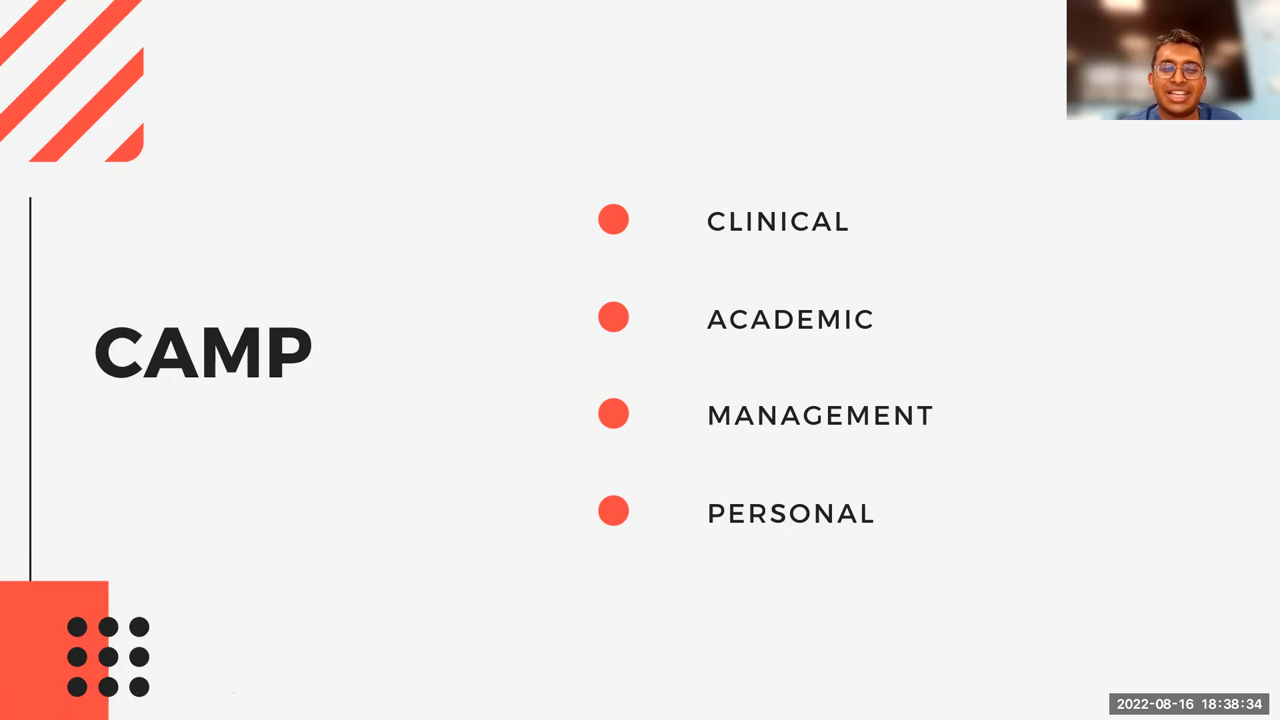 CAMP
CLINICAL
ACADEMIC
MANAGEMENT
PERSONAL
2022-08-16 18:38:34